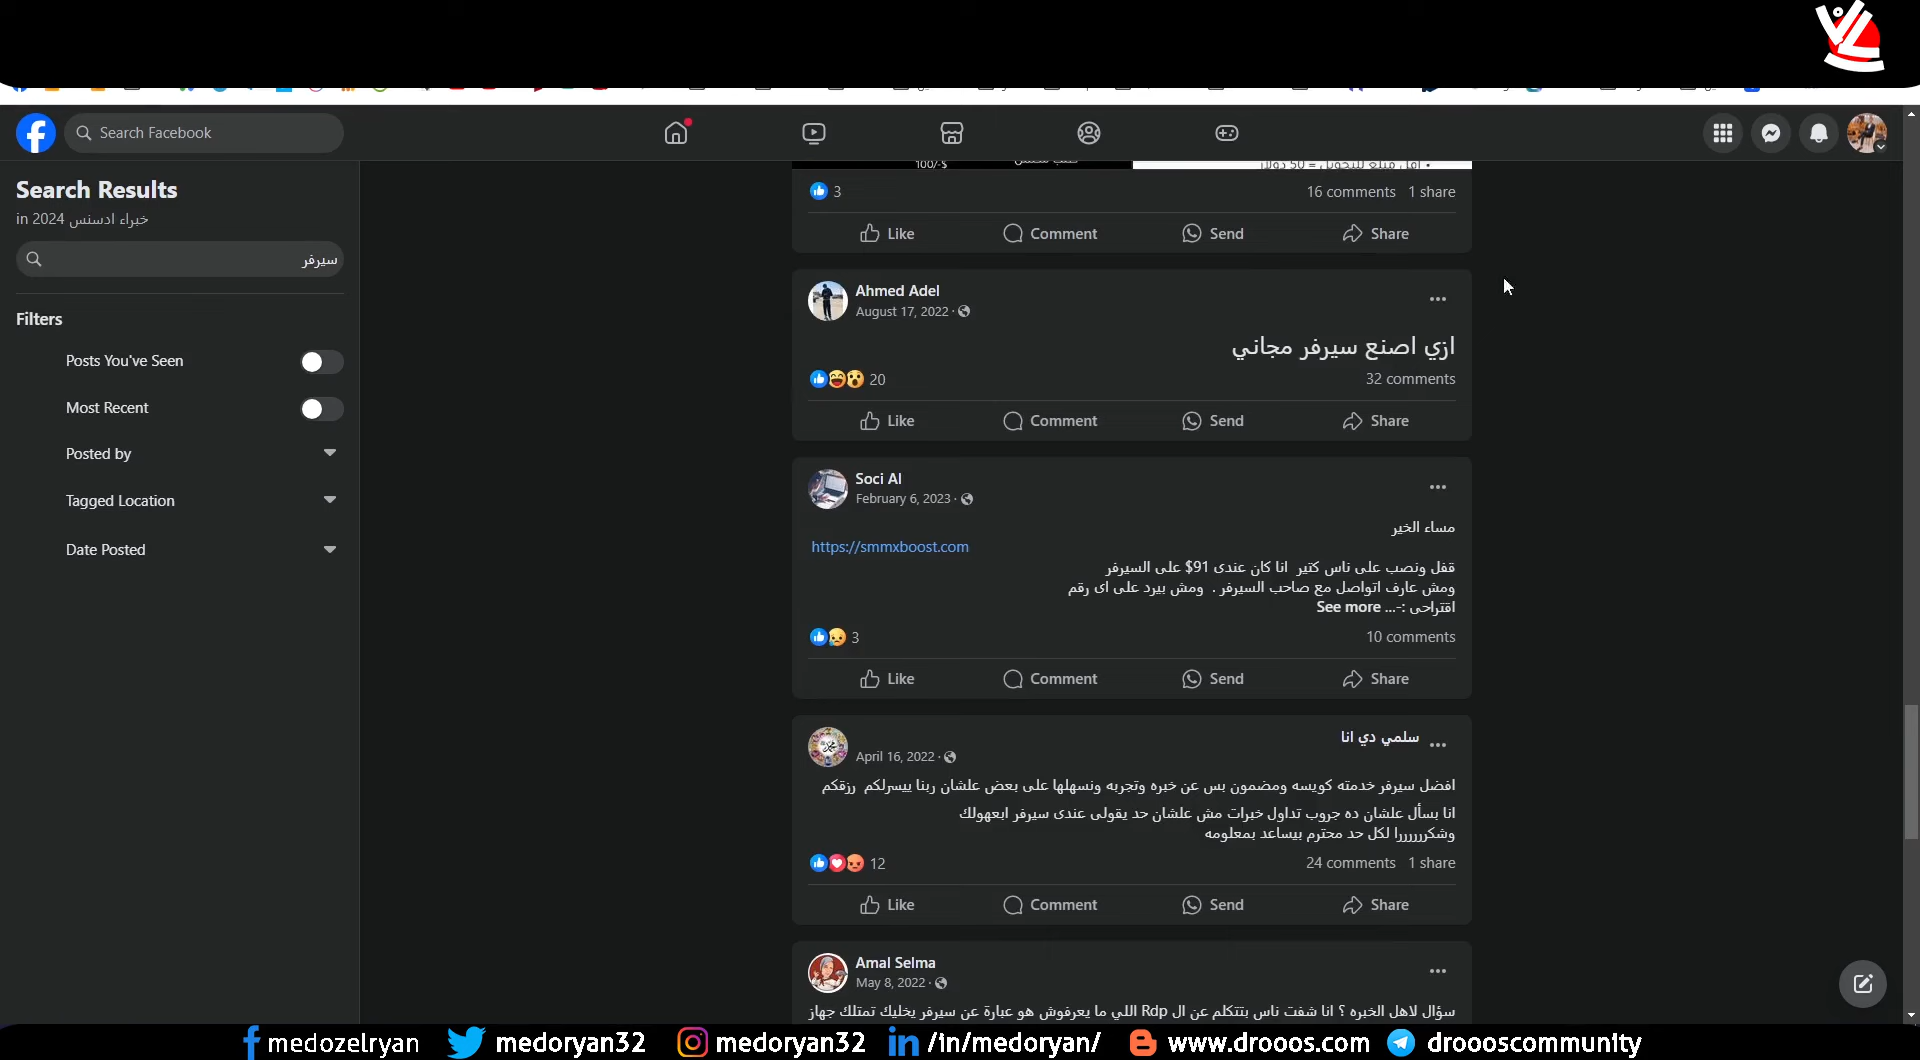 Search Facebook
Search Results
خبراء ادسنس in 2024
سيرفر
Filters
Posts You've Seen
Most Recent
Posted by
Tagged Location
Date Posted
100/-$
أقل مبلغ للتحويل = 50 دولار
3
16 comments 1 share
Like Comment Send Share
Ahmed Adel
August 17, 2022
ازي اصنع سيرفر مجاني
20
32 comments
Like Comment Send Share
Soci Al
February 6, 2023
مساء الخير
https://smmxboost.com
قفل ونصب على ناس كتير انا كان عندى 91$ على السيرفر
ومش عارف اتواصل مع صاحب السيرفر . ومش بيرد على اى رقم
اقتراحى :-... See more
3
10 comments
Like Comment Send Share
سلمي دي انا
April 16, 2022
افضل سيرفر خدمته كويسه ومضمون بس عن خبره وتجربه ونسهلها على بعض علشان ربنا ييسرلكم رزقكم
انا بسأل علشان ده جروب تداول خبرات مش علشان حد يقولى عندى سيرفر ابعهولك
وشكررررررا لكل حد محترم بيساعد بمعلومه
12
24 comments 1 share
Like Comment Send Share
Amal Selma
May 8, 2022
سؤال لاهل الخبره ؟ انا شفت ناس بتتكلم عن ال Rdp اللي ما يعرفوش هو عبارة عن سيرفر يخليك تمتلك جهاز
medozelryan medoryan32 medoryan32 /in/medoryan/ www.drooos.com droooscommunity